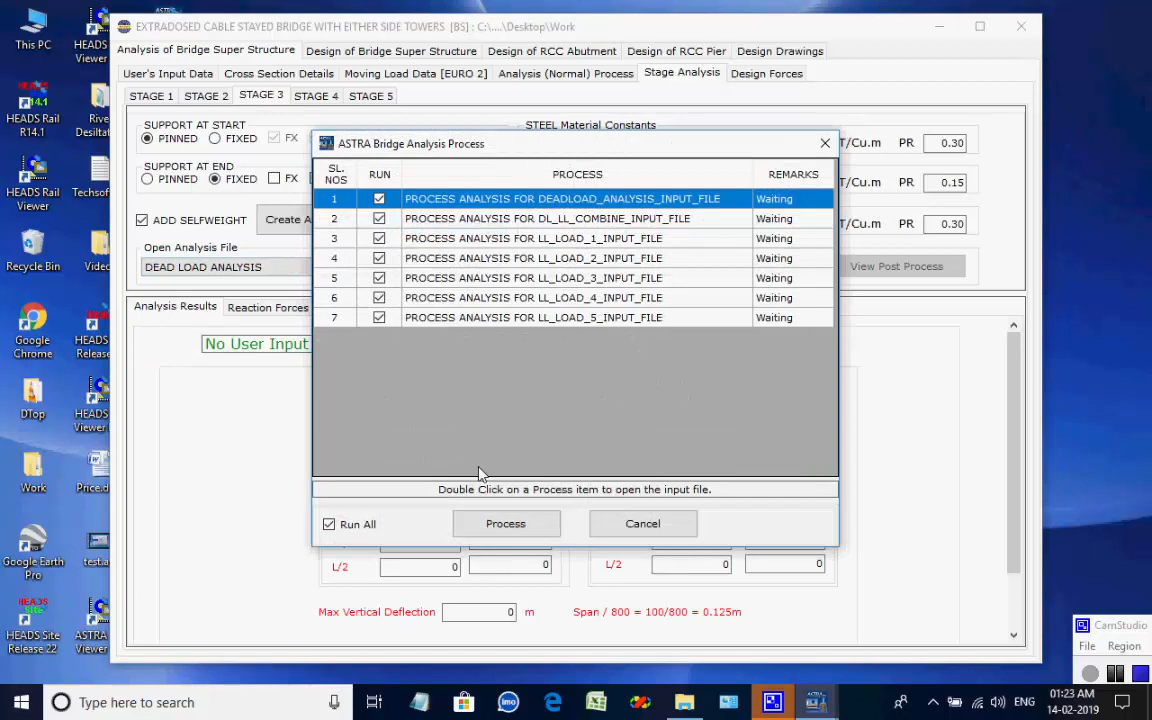 This PC
HEADS
Viewer
HEADS Rail
R14.1
Rive
Desiltat
HEADS Rail
Viewer
Techsof
Recycle Bin
Video
Google
Chrome
HEADS
Release
DTop
HEADS
Viewer
Work
Price.d
Google Earth
Pro
HEADS Site
Release 22
ASTRA
Viewer
EXTRADOSED CABLE STAYED BRIDGE WITH EITHER SIDE TOWERS [BS] : C:\....\Desktop\Work
Analysis of Bridge Super Structure
Design of Bridge Super Structure
Design of RCC Abutment
Design of RCC Pier
Design Drawings
User's Input Data
Cross Section Details
Moving Load Data [EURO 2]
Analysis (Normal) Process
Stage Analysis
Design Forces
STAGE 1
STAGE 2
STAGE 3
STAGE 4
STAGE 5
SUPPORT AT START
PINNED
FIXED
FX
STEEL Material Constants
T/Cu.m
PR
0.30
SUPPORT AT END
PINNED
FIXED
FX
T/Cu.m
PR
0.15
ADD SELFWEIGHT
Create A
T/Cu.m
PR
0.30
Open Analysis File
DEAD LOAD ANALYSIS
View Post Process
Analysis Results
Reaction Forces
No User Input
ASTRA Bridge Analysis Process
SL.
NOS
RUN
PROCESS
REMARKS
1 PROCESS ANALYSIS FOR DEADLOAD_ANALYSIS_INPUT_FILE Waiting
2 PROCESS ANALYSIS FOR DL_LL_COMBINE_INPUT_FILE Waiting
3 PROCESS ANALYSIS FOR LL_LOAD_1_INPUT_FILE Waiting
4 PROCESS ANALYSIS FOR LL_LOAD_2_INPUT_FILE Waiting
5 PROCESS ANALYSIS FOR LL_LOAD_3_INPUT_FILE Waiting
6 PROCESS ANALYSIS FOR LL_LOAD_4_INPUT_FILE Waiting
7 PROCESS ANALYSIS FOR LL_LOAD_5_INPUT_FILE Waiting
Double Click on a Process item to open the input file.
Run All
Process
Cancel
L/2 0 0
L/2 0 0
Max Vertical Deflection 0 m
Span / 800 = 100/800 = 0.125m
CamStudio
File
Region
Type here to search
imo
ENG
01:23 AM
14-02-2019